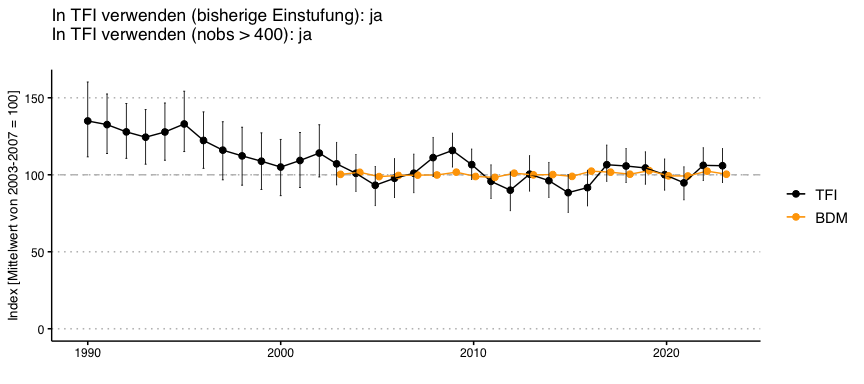 In TFI verwenden (bisherige Einstufung): ja
In TFI verwenden (nobs > 400): ja
Index [Mittelwert von 2003-2007 = 100]
150
100
50
0
1990
2000
2010
2020
TFI
BDM